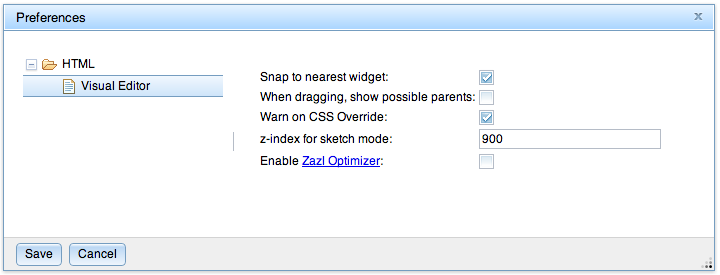 Preferences
x
HTML
Visual Editor
Snap to nearest widget:
When dragging, show possible parents:
Warn on CSS Override:
z-index for sketch mode: 900
Enable Zazl Optimizer:
Save Cancel